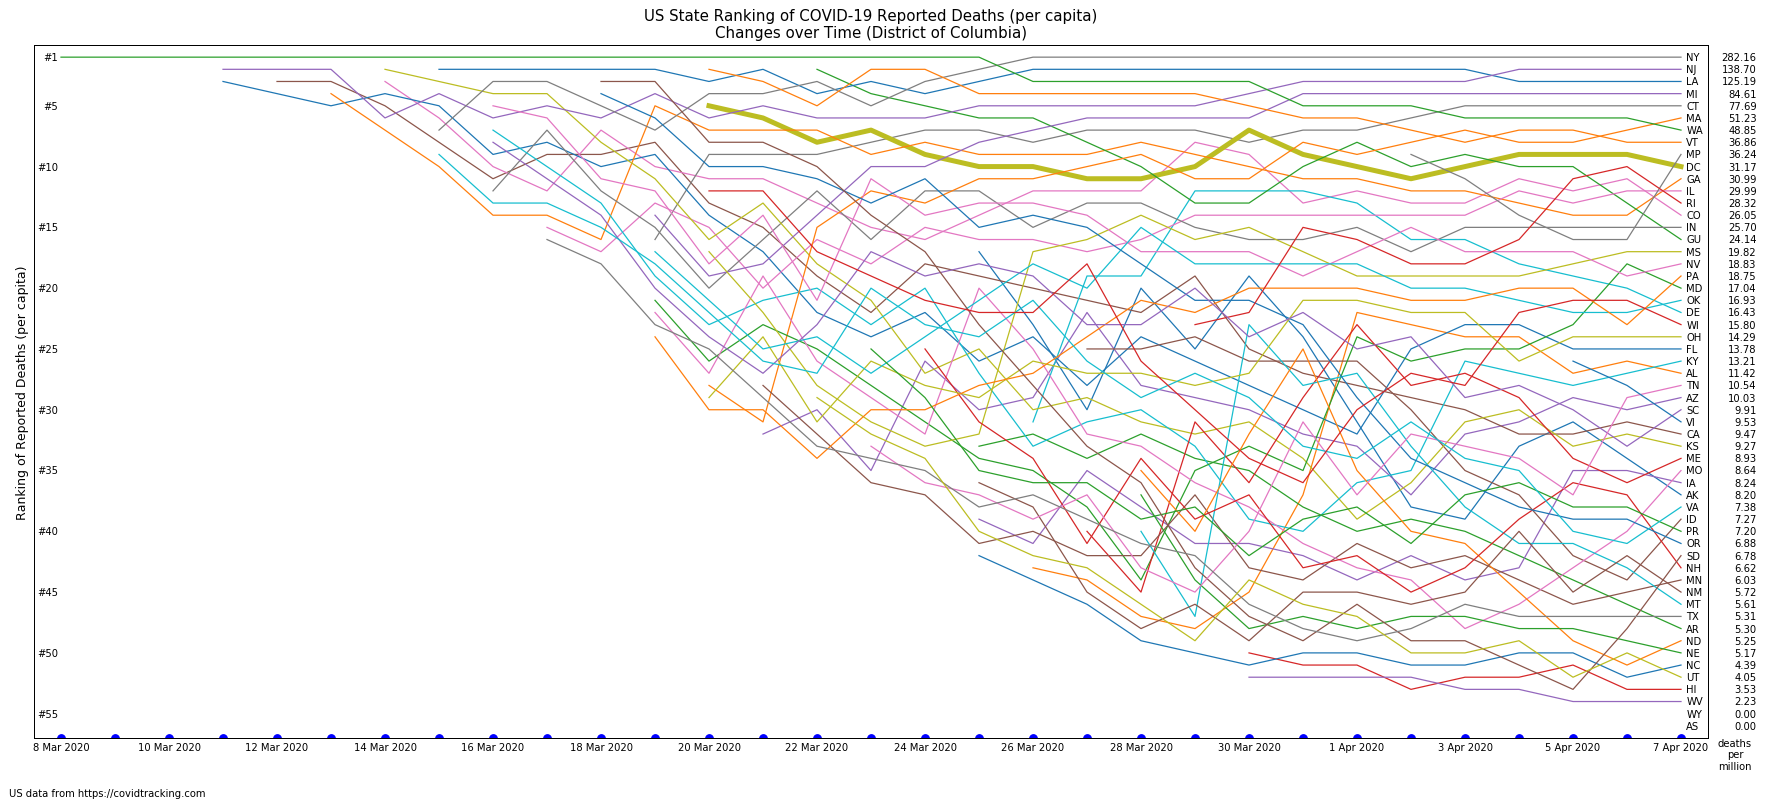 US State Ranking of COVID-19 Reported Deaths (per capita)
Changes over Time (District of Columbia)
Ranking of Reported Deaths (per capita)
#1
#5
#10
#15
#20
#25
#30
#35
#40
#45
#50
#55
NY 282.16
NJ 138.70
LA 125.19
MI 84.61
CT 77.69
MA 51.23
WA 48.85
VT 36.86
MP 36.24
DC 31.17
GA 30.99
IL 29.99
RI 28.32
CO 26.05
IN 25.70
GU 24.14
MS 19.82
NV 18.83
PA 18.75
MD 17.04
OK 16.93
DE 16.43
WI 15.80
OH 14.29
FL 13.78
KY 13.21
AL 11.42
TN 10.54
AZ 10.03
SC 9.91
VI 9.53
CA 9.47
KS 9.27
ME 8.93
MO 8.64
IA 8.24
AK 8.20
VA 7.38
ID 7.27
PR 7.20
OR 6.88
SD 6.78
NH 6.62
MN 6.03
NM 5.72
MT 5.61
TX 5.31
AR 5.30
ND 5.25
NE 5.17
NC 4.39
UT 4.05
HI 3.53
WV 2.23
WY 0.00
AS 0.00
8 Mar 2020 10 Mar 2020 12 Mar 2020 14 Mar 2020 16 Mar 2020 18 Mar 2020 20 Mar 2020 22 Mar 2020 24 Mar 2020 26 Mar 2020 28 Mar 2020 30 Mar 2020 1 Apr 2020 3 Apr 2020 5 Apr 2020 7 Apr 2020
deaths
per
million
US data from https://covidtracking.com